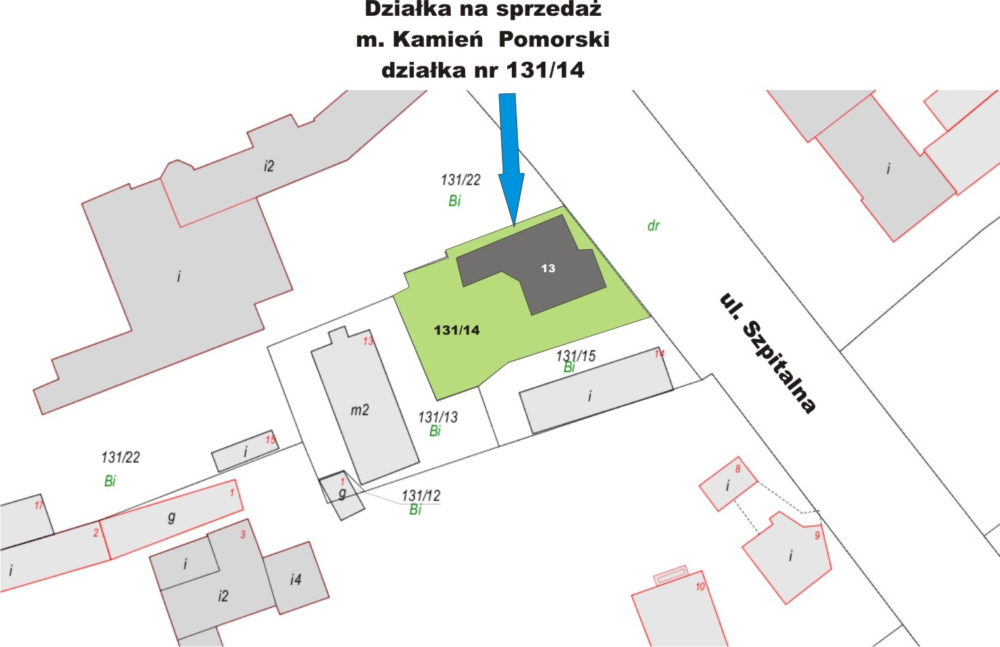 Działka na sprzedaż
m. Kamień Pomorski
działka nr 131/14
i2
i
131/22
Bi
dr
i
13
i
131/14
ul. Szpitalna
13
131/15
Bi
14
i
m2
131/13
Bi
15
i
131/22
Bi
1
g
131/12
Bi
8
i
17
1
g
2
i
3
i
i2
i4
9
i
10